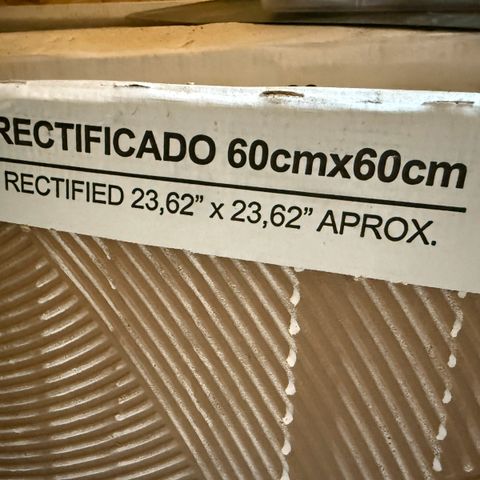 RECTIFICADO 60cmx60cm
RECTIFIED 23,62" x 23,62" APROX.